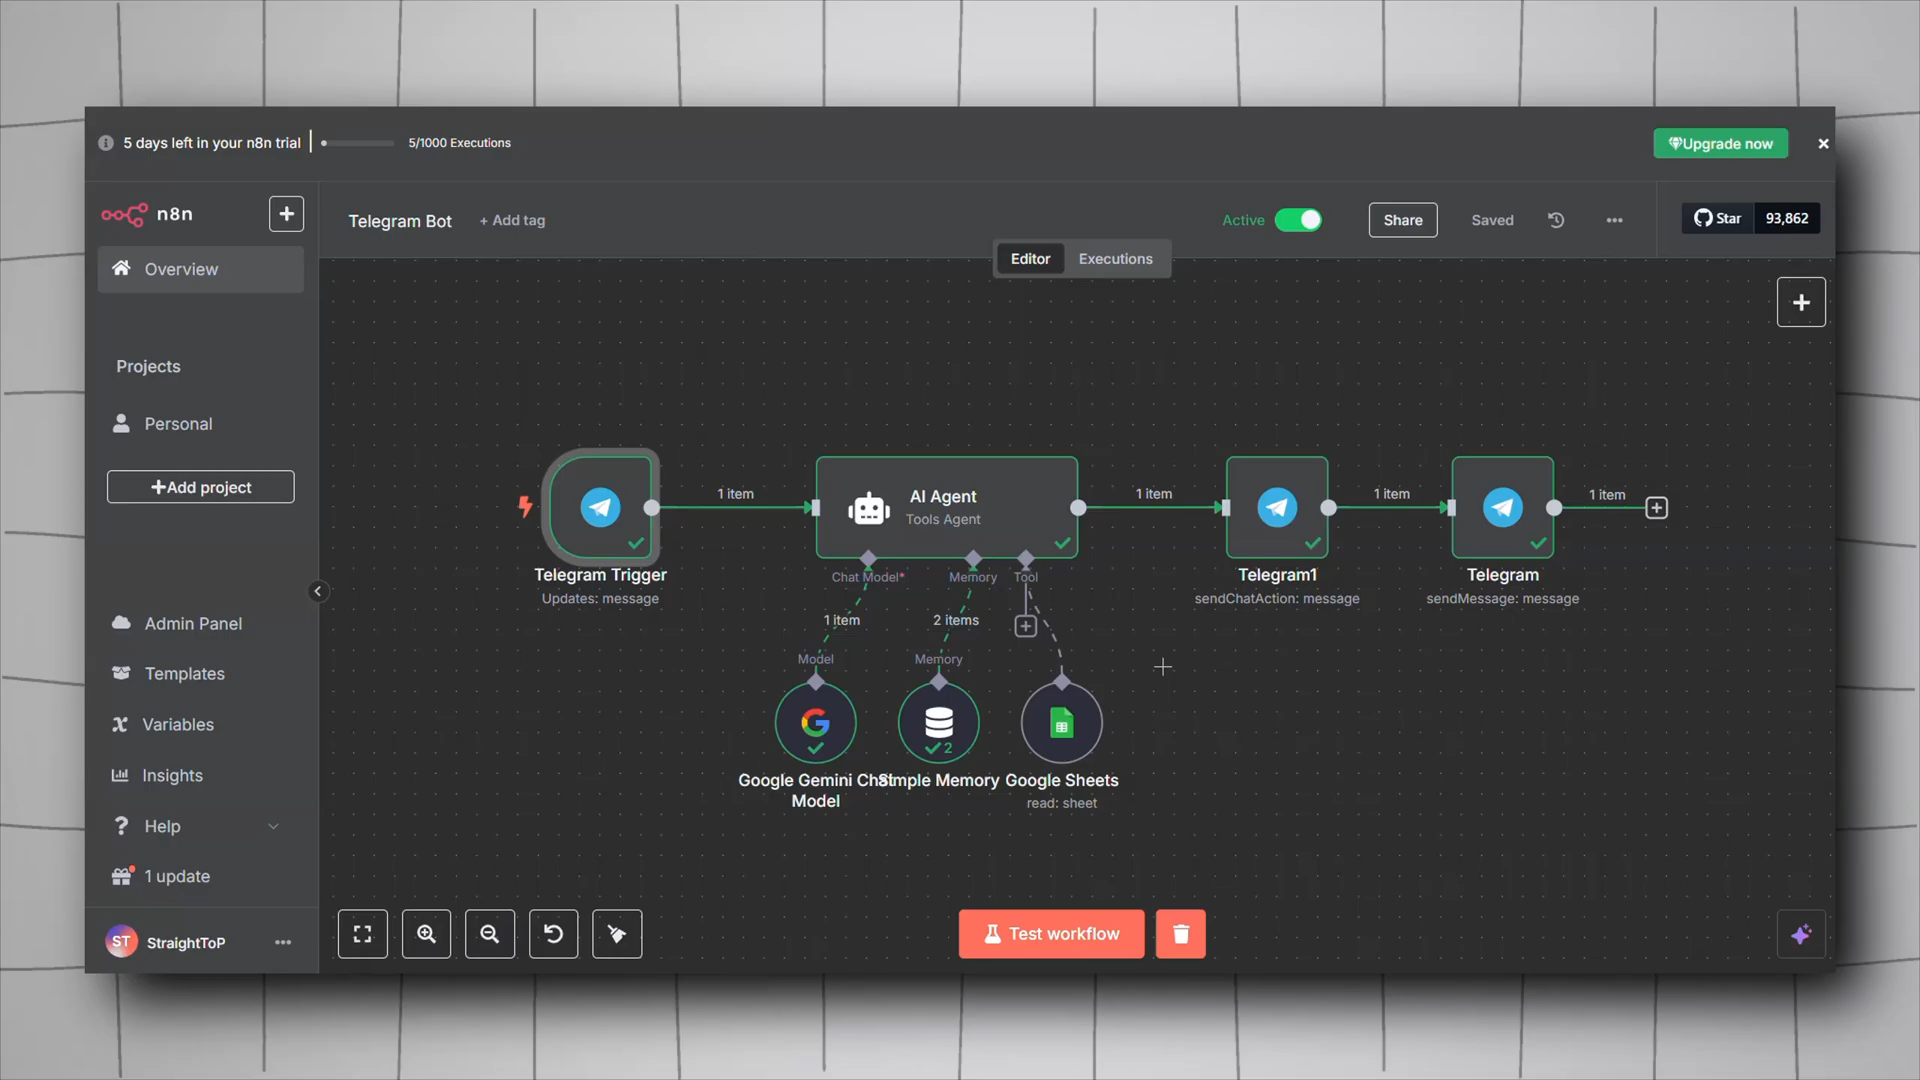 5 days left in your n8n trial
5/1000 Executions
Upgrade now
n8n
Telegram Bot
+ Add tag
Active
Share
Saved
Star
93,862
Editor
Executions
Overview
Projects
Personal
Add project
Admin Panel
Templates
Variables
Insights
Help
1 update
ST
StraightToP
1 item
AI Agent
Tools Agent
1 item
1 item
1 item
Telegram Trigger
Updates: message
Chat Model*
Memory
Tool
Telegram1
sendChatAction: message
Telegram
sendMessage: message
1 item
2 items
Model
Memory
2
Google Gemini Chat
Model
Simple Memory
Google Sheets
read: sheet
Test workflow